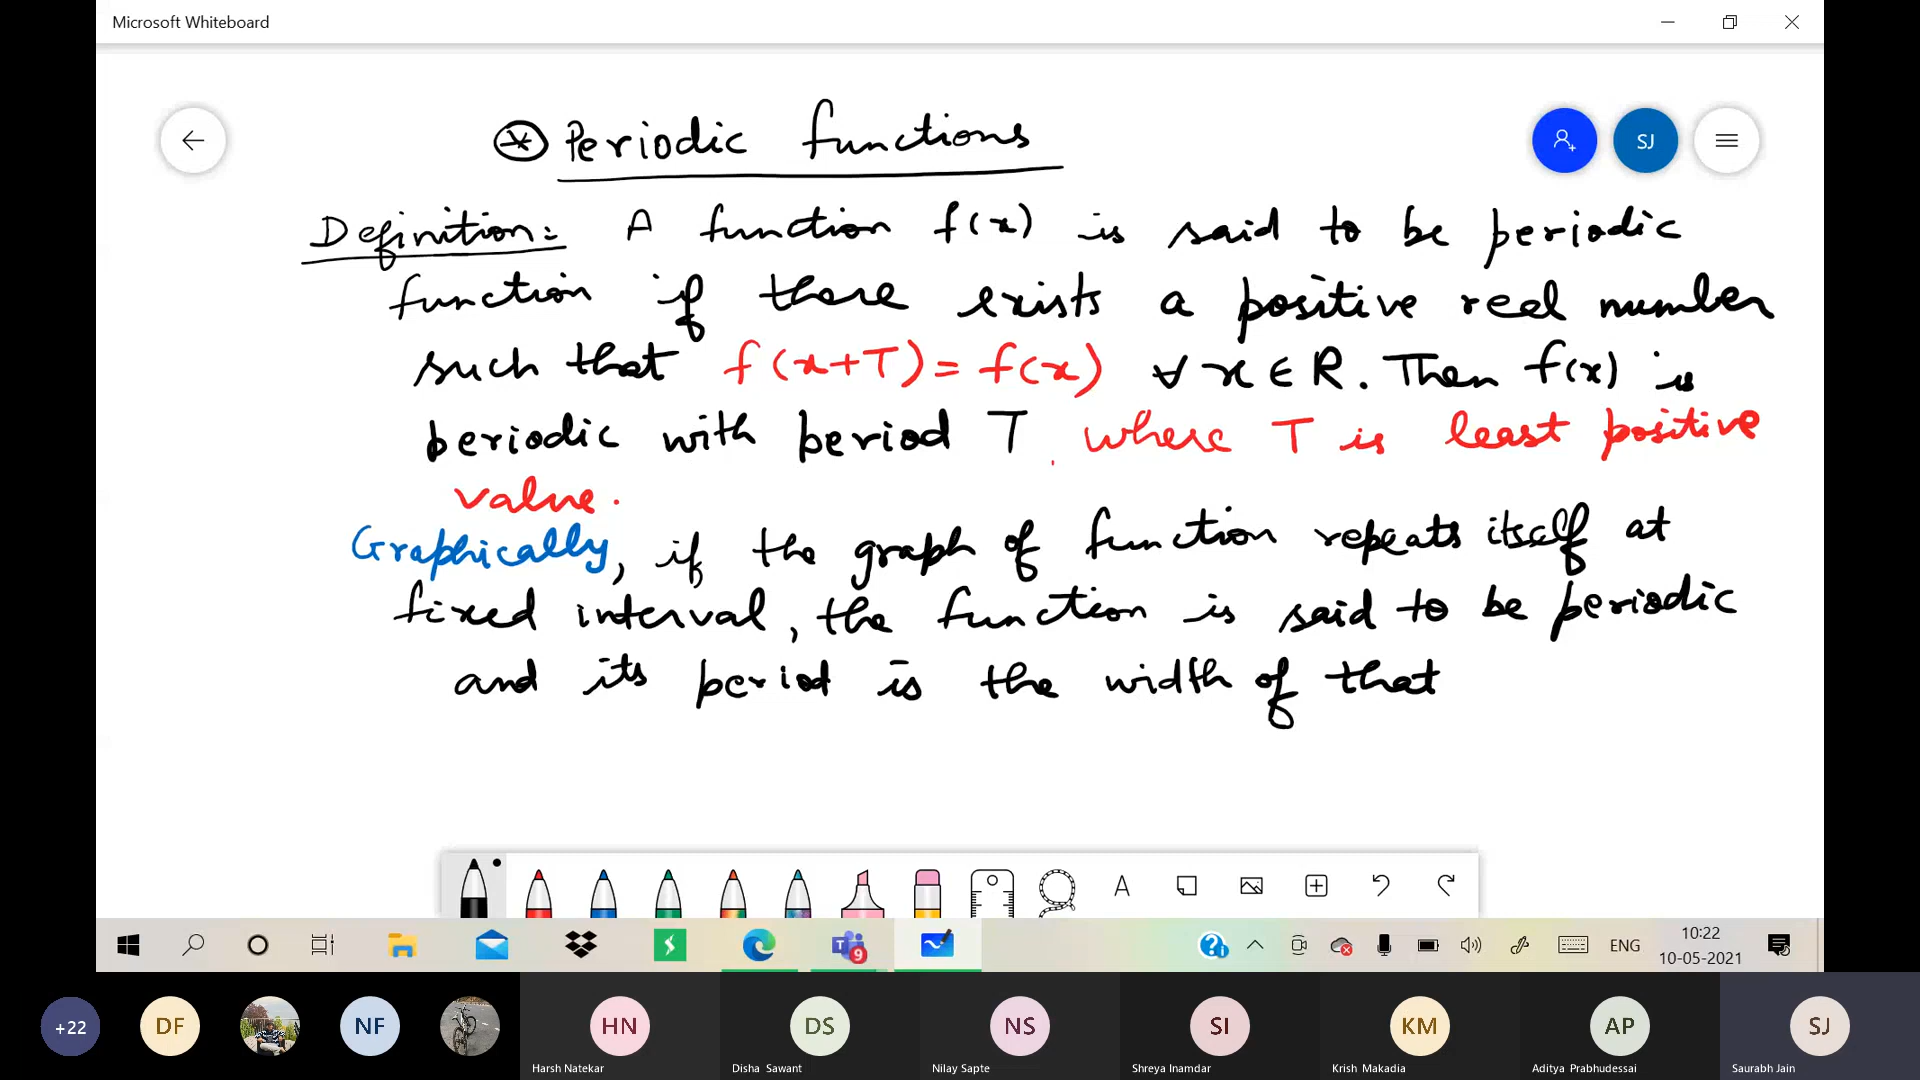 Microsoft Whiteboard
Periodic functions
SJ
Definition: A function f(x) is said to be periodic
function if there exists a positive real number
such that f(x+T) = f(x) ∀ x ∈ R. Then f(x) is
periodic with period T, where T is least positive
value.
Graphically, if the graph of function repeats itself at
fixed interval, the function is said to be periodic
and its period is the width of that
9
ENG
10:22
10-05-2021
+22
DF
NF
HN
DS
NS
SI
KM
AP
SJ
Harsh Natekar
Disha Sawant
Nilay Sapte
Shreya Inamdar
Krish Makadia
Aditya Prabhudessai
Saurabh Jain